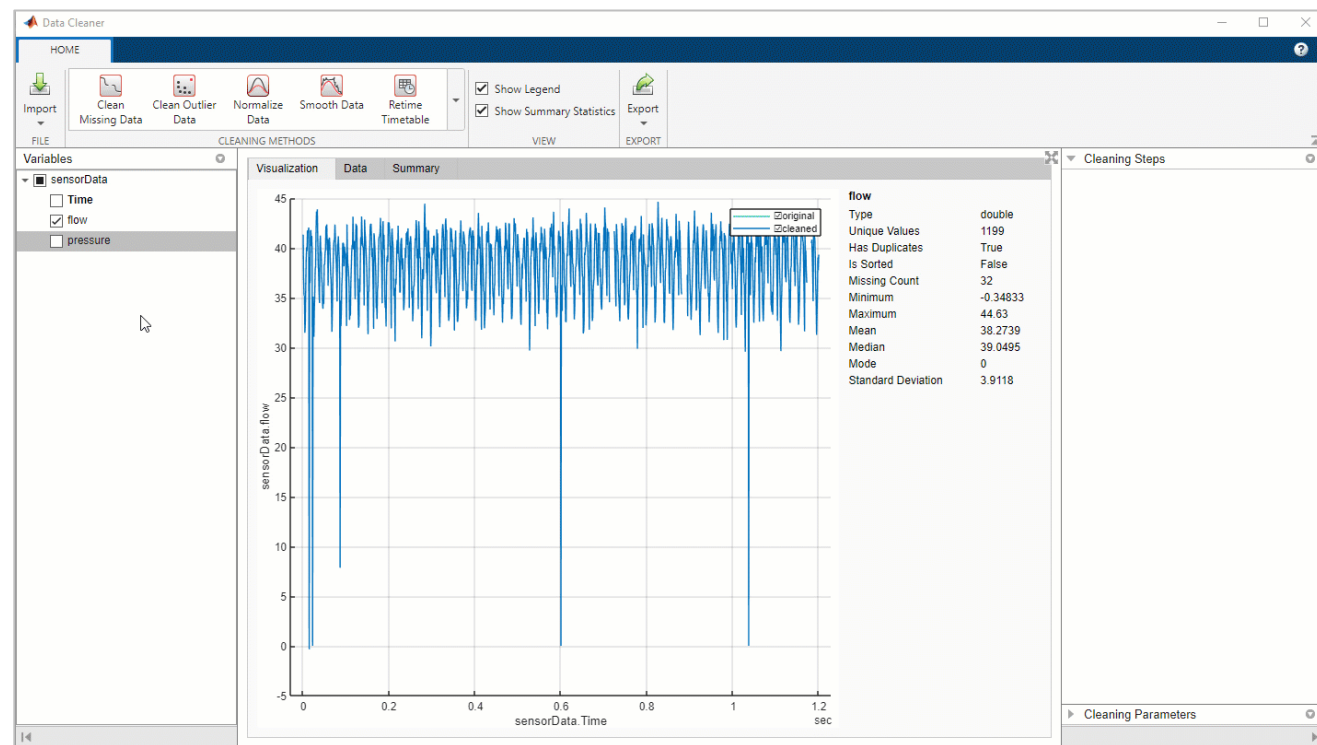 Data Cleaner
HOME
?
Import
Clean Missing Data
Clean Outlier Data
Normalize Data
Smooth Data
Retime Timetable
Show Legend
Show Summary Statistics
Export
FILE
CLEANING METHODS
VIEW
EXPORT
Variables
sensorData
Time
flow
pressure
Visualization Data Summary
45
40
35
30
25
20
15
10
5
0
-5
sensorData.flow
original
cleaned
0 0.2 0.4 0.6 0.8 1 1.2
sensorData.Time
sec
flow
Type double
Unique Values 1199
Has Duplicates True
Is Sorted False
Missing Count 32
Minimum -0.34833
Maximum 44.63
Mean 38.2739
Median 39.0495
Mode 0
Standard Deviation 3.9118
Cleaning Steps
Cleaning Parameters